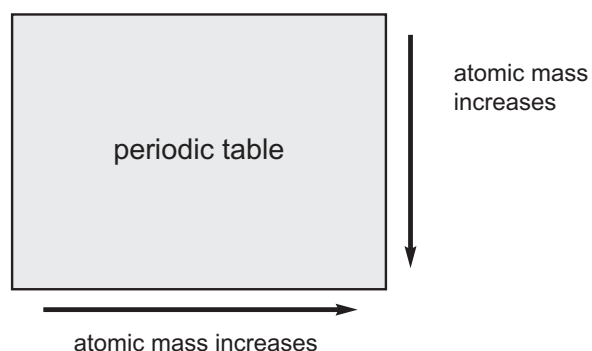 periodic table
atomic mass
increases
atomic mass increases